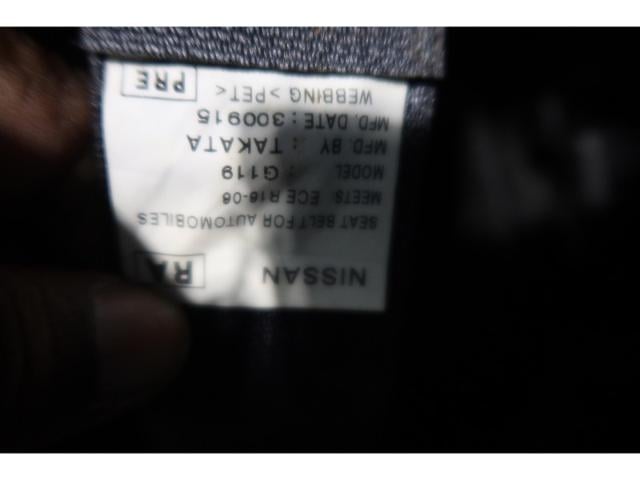 NISSAN RA
SEAT BELT FOR AUTOMOBILES
MEETS ECE R16-06
MODEL : G119
MFD. BY : TAKATA
MFD. DATE : 300915
WEBBING >PET<
PRE